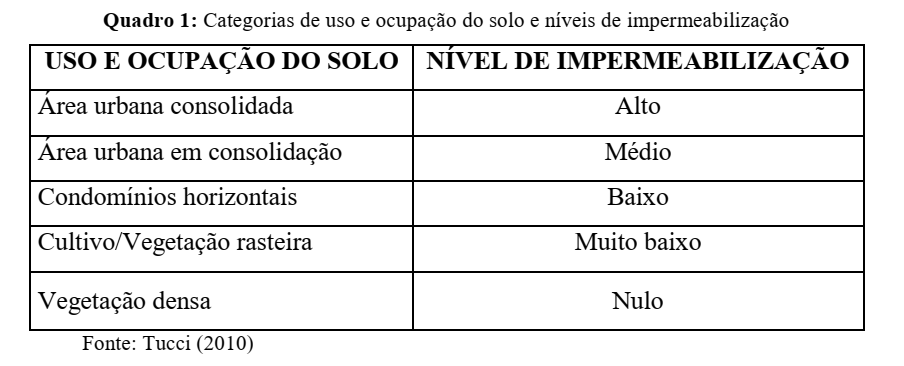 Quadro 1: Categorias de uso e ocupação do solo e níveis de impermeabilização
USO E OCUPAÇÃO DO SOLO NÍVEL DE IMPERMEABILIZAÇÃO
Área urbana consolidada Alto
Área urbana em consolidação Médio
Condomínios horizontais Baixo
Cultivo/Vegetação rasteira Muito baixo
Vegetação densa Nulo
Fonte: Tucci (2010)